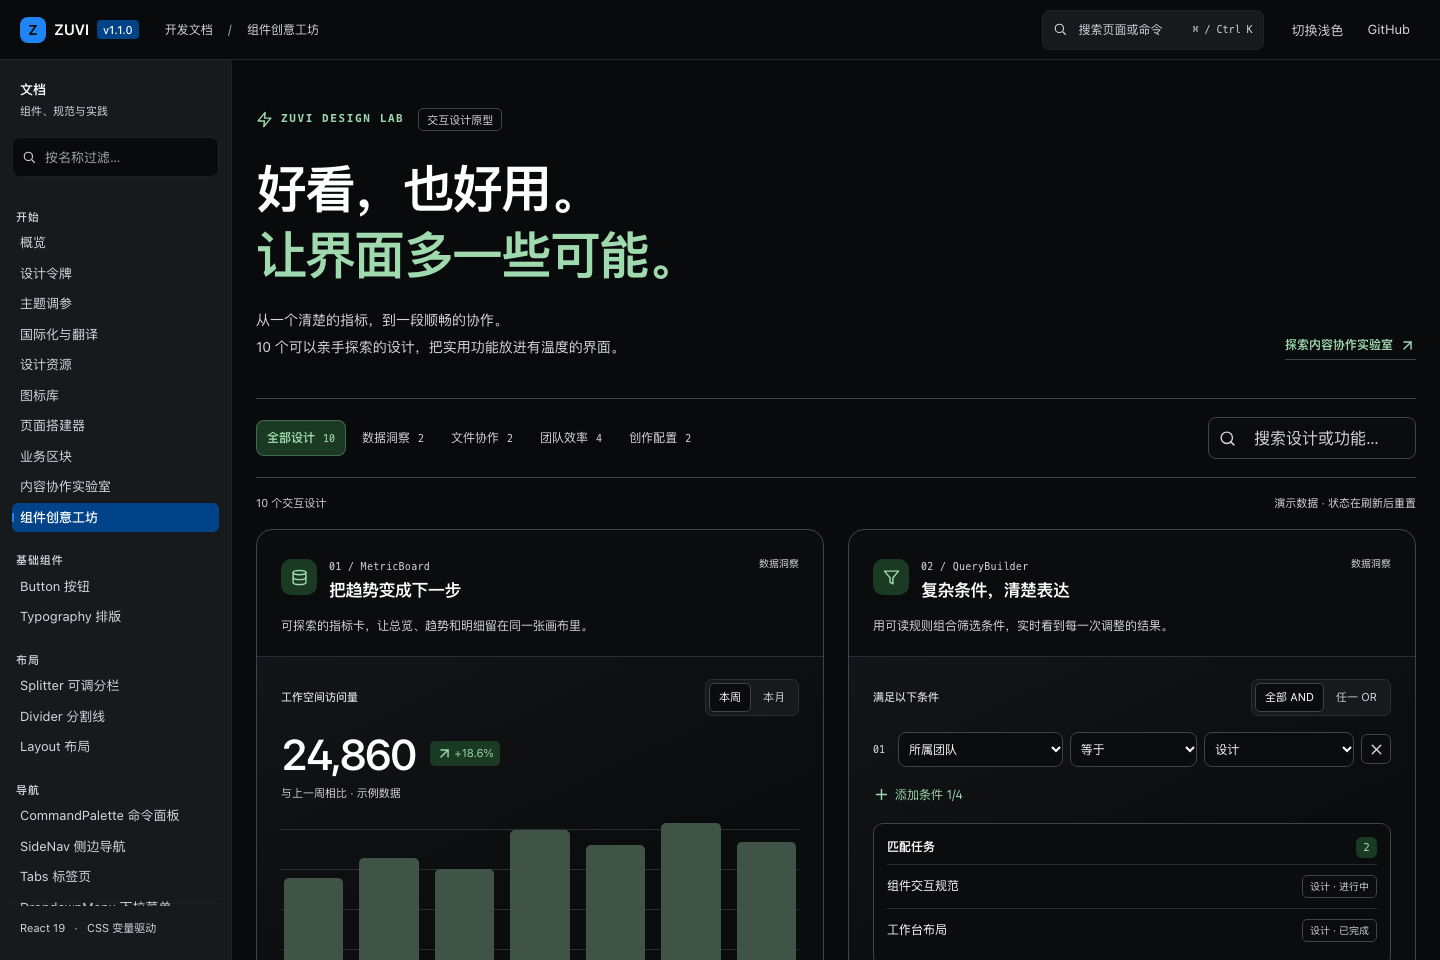 Z ZUVI v1.1.0 开发文档 / 组件创意工坊 搜索页面或命令 ⌘ / Ctrl K 切换浅色 GitHub
文档
组件、规范与实践
按名称过滤...
开始
概览
设计令牌
主题调参
国际化与翻译
设计资源
图标库
页面搭建器
业务区块
内容协作实验室
组件创意工坊
基础组件
Button 按钮
Typography 排版
布局
Splitter 可调分栏
Divider 分割线
Layout 布局
导航
CommandPalette 命令面板
SideNav 侧边导航
Tabs 标签页
DropdownMenu 下拉菜单
React 19 · CSS 变量驱动
ZUVI DESIGN LAB 交互设计原型
好看，也好用。
让界面多一些可能。
从一个清楚的指标，到一段顺畅的协作。
10 个可以亲手探索的设计，把实用功能放进有温度的界面。
探索内容协作实验室
全部设计 10 数据洞察 2 文件协作 2 团队效率 4 创作配置 2 搜索设计或功能...
10 个交互设计 演示数据 · 状态在刷新后重置
01 / MetricBoard 数据洞察
把趋势变成下一步
可探索的指标卡，让总览、趋势和明细留在同一张画布里。
工作空间访问量 本周 本月
24,860 +18.6%
与上一周相比 · 示例数据
02 / QueryBuilder 数据洞察
复杂条件，清楚表达
用可读规则组合筛选条件，实时看到每一次调整的结果。
满足以下条件 全部 AND 任一 OR
01 所属团队 等于 设计
添加条件 1/4
匹配任务 2
组件交互规范 设计 · 进行中
工作台布局 设计 · 已完成